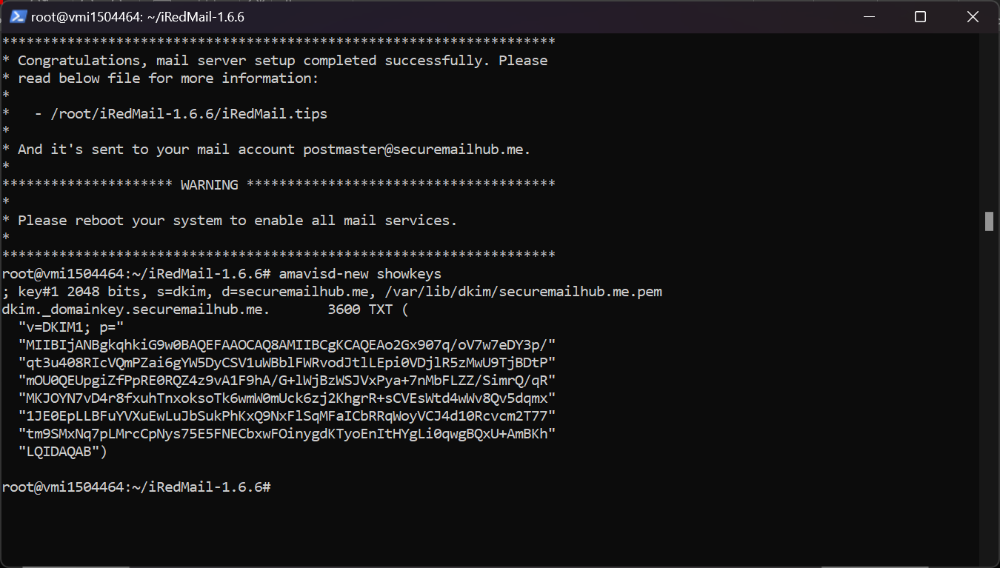 root@vmi1504464: ~/iRedMail-1.6.6
********************************************************************
* Congratulations, mail server setup completed successfully. Please
* read below file for more information:
*
*   - /root/iRedMail-1.6.6/iRedMail.tips
*
* And it's sent to your mail account postmaster@securemailhub.me.
*
********************* WARNING **************************************
*
* Please reboot your system to enable all mail services.
*
********************************************************************
root@vmi1504464:~/iRedMail-1.6.6# amavisd-new showkeys
; key#1 2048 bits, s=dkim, d=securemailhub.me, /var/lib/dkim/securemailhub.me.pem
dkim._domainkey.securemailhub.me.       3600 TXT (
  "v=DKIM1; p="
  "MIIBIjANBgkqhkiG9w0BAQEFAAOCAQ8AMIIBCgKCAQEAo2Gx907q/oV7w7eDY3p/"
  "qt3u408RIcVQmPZai6gYW5DyCSV1uWBblFWRvodJtlLEpi0VDjlR5zMwU9TjBDtP"
  "mOU0QEUpgiZfPpRE0RQZ4z9vA1F9hA/G+lWjBzWSJVxPya+7nMbFLZZ/SimrQ/qR"
  "MKJOYN7vD4r8fxuhTnxoksoTk6wmW0mUck6zj2KhgrR+sCVEsWtd4wWv8Qv5dqmx"
  "1JE0EpLLBFuYVXuEwLuJbSukPhKxQ9NxFlSqMFaICbRRqWoyVCJ4d10Rcvcm2T77"
  "tm9SMxNq7pLMrcCpNys75E5FNECbxwFOinygdKTyoEnItHYgLi0qwgBQxU+AmBKh"
  "LQIDAQAB")
root@vmi1504464:~/iRedMail-1.6.6#